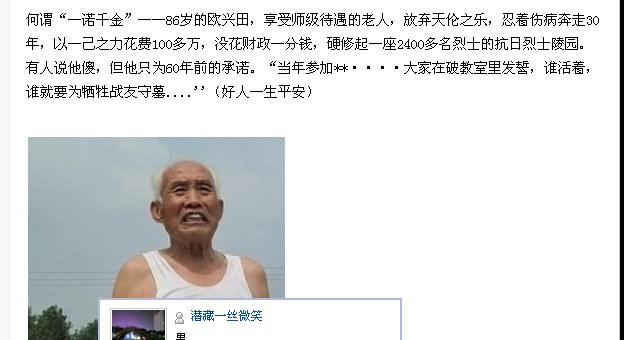 何谓“一诺千金”——86岁的欧兴田，享受师级待遇的老人，放弃天伦之乐，忍着伤病奔走30
年，以一己之力花费100多万，没花财政一分钱，硬修起一座2400多名烈士的抗日烈士陵园。
有人说他傻，但他只为60年前的承诺。“当年参加**····大家在破教室里发誓，谁活着，
谁就要为牺牲战友守墓....’’（好人一生平安）
潜藏一丝微笑